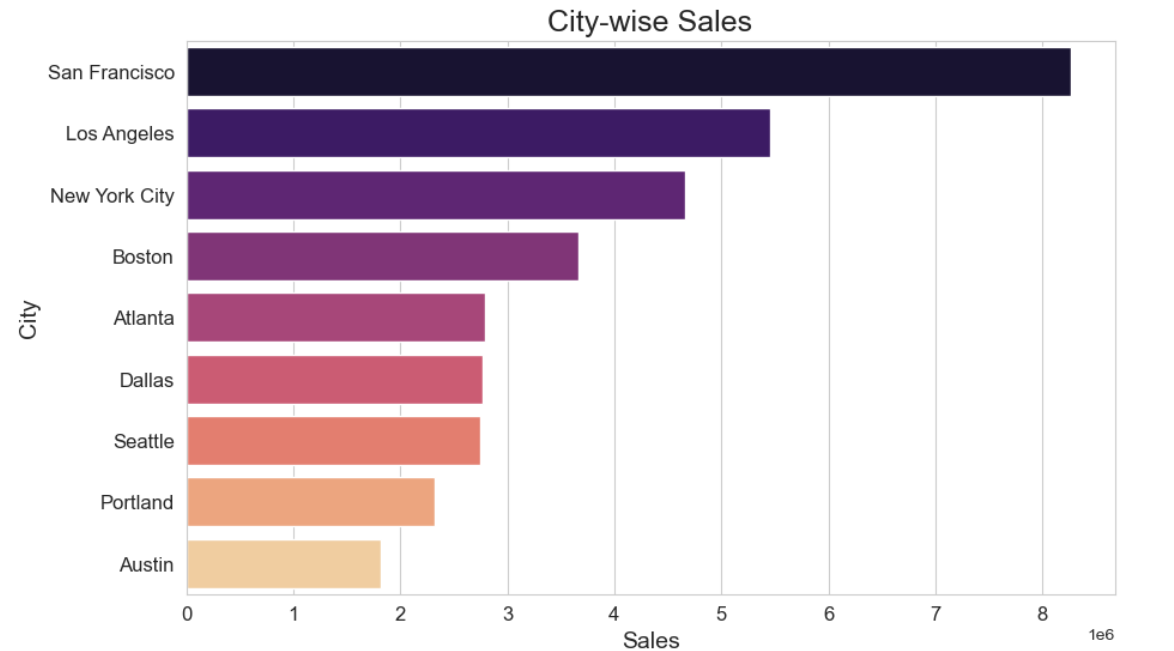 City-wise Sales
San Francisco
Los Angeles
New York City
Boston
Atlanta
Dallas
Seattle
Portland
Austin
City
0 1 2 3 4 5 6 7 8
1e6
Sales